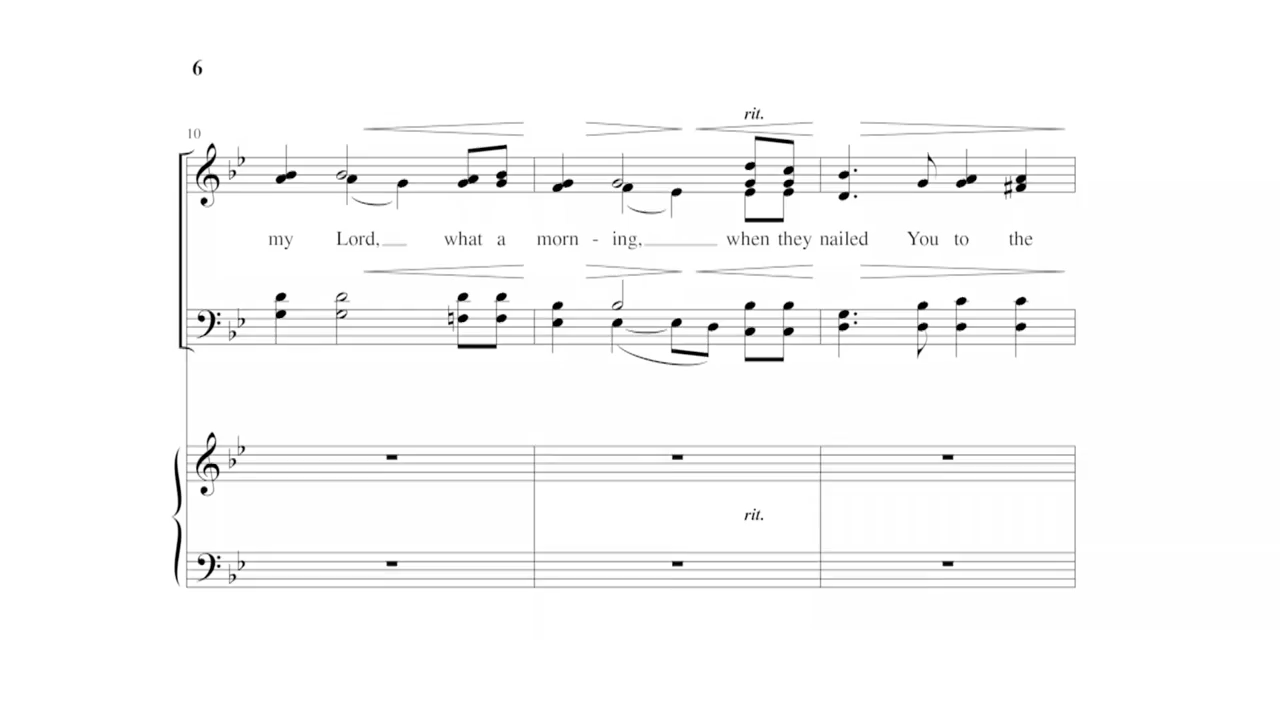 6
rit.
10
my Lord, what a morn - ing, when they nailed You to the
rit.